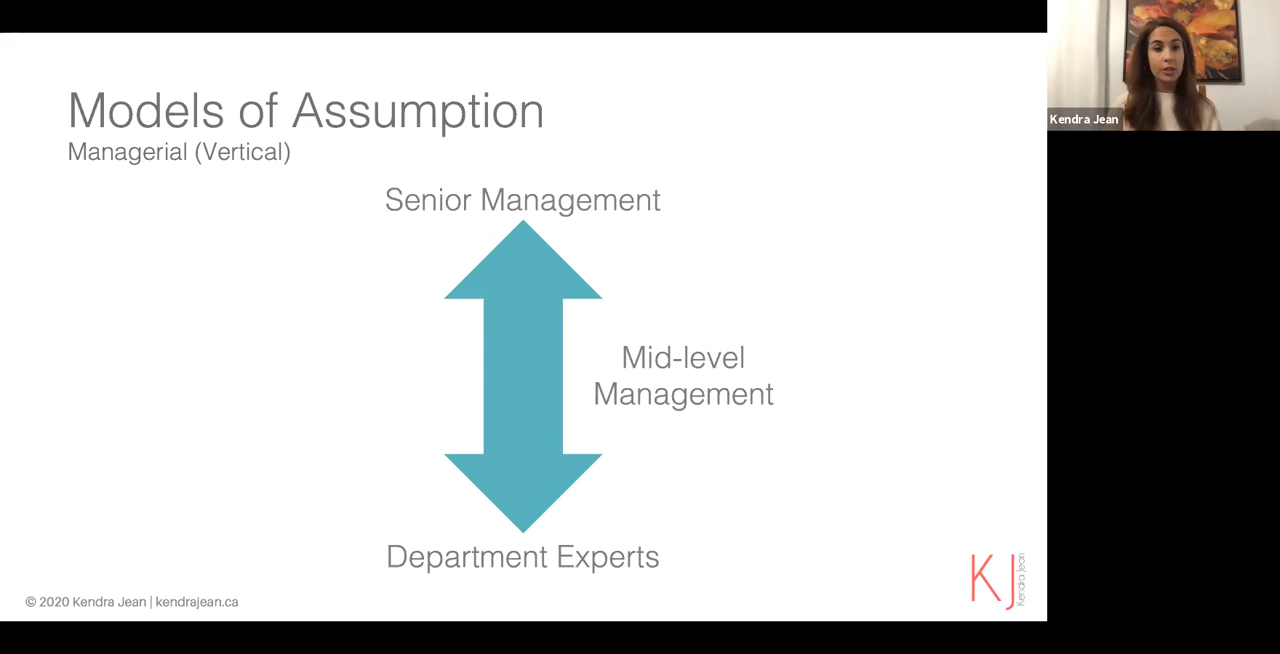 Models of Assumption
Managerial (Vertical)
Senior Management
Mid-level
Management
Department Experts
© 2020 Kendra Jean | kendrajean.ca
KJ
Kendra Jean
Kendra Jean